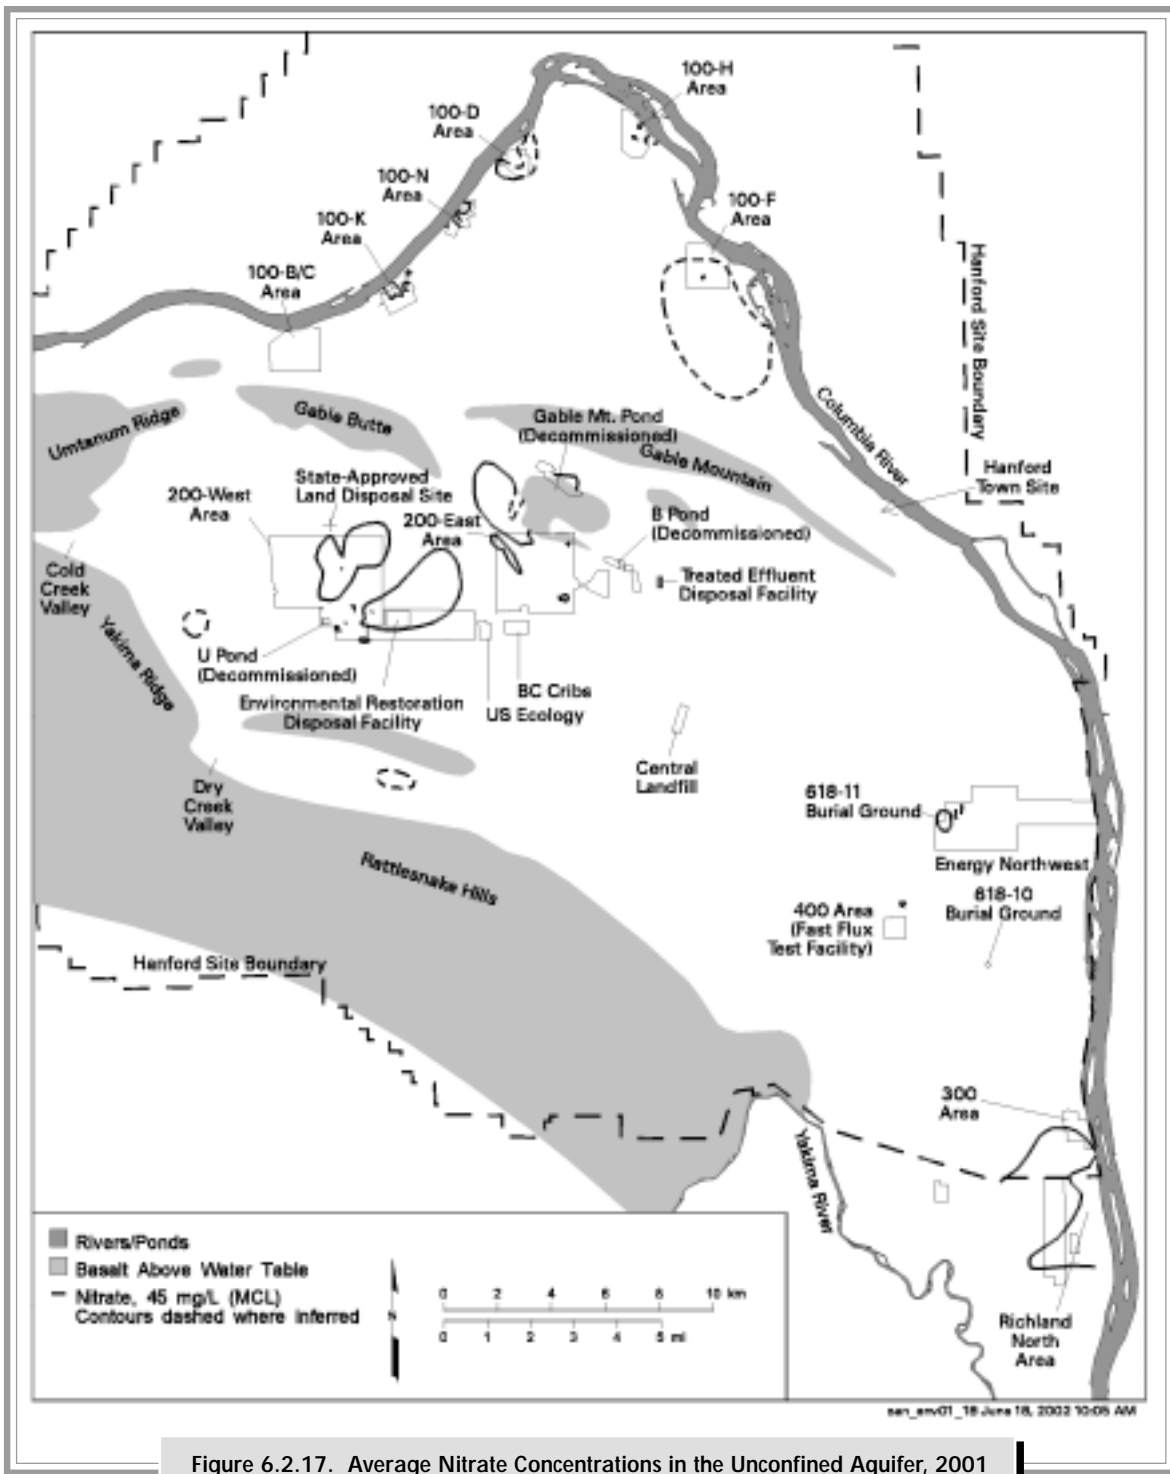 100-H
Area
100-D
Area
100-N
Area
100-F
Area
100-K
Area
100-B/C
Area
Hanford Site Boundary
Columbia River
Umtanum Ridge
Gable Butte
Gable Mt. Pond
(Decommissioned)
Gable Mountain
Hanford
Town Site
State-Approved
Land Disposal Site
200-West
Area
200-East
Area
B Pond
(Decommissioned)
Cold
Creek
Valley
Treated Effluent
Disposal Facility
Yakima Ridge
U Pond
(Decommissioned)
BC Cribs
Environmental Restoration
Disposal Facility
US Ecology
Central
Landfill
Dry
Creek
Valley
618-11
Burial Ground
Energy Northwest
Rattlesnake Hills
618-10
Burial Ground
400 Area
(Fast Flux
Test Facility)
Hanford Site Boundary
300
Area
Yakima River
Rivers/Ponds
Basalt Above Water Table
Nitrate, 45 mg/L (MCL)
Contours dashed where Inferred
N
0 2 4 6 8 10 km
0 1 2 3 4 5 mi
Richland
North
Area
san_env01_18 June 18, 2002 10:05 AM
Figure 6.2.17. Average Nitrate Concentrations in the Unconfined Aquifer, 2001